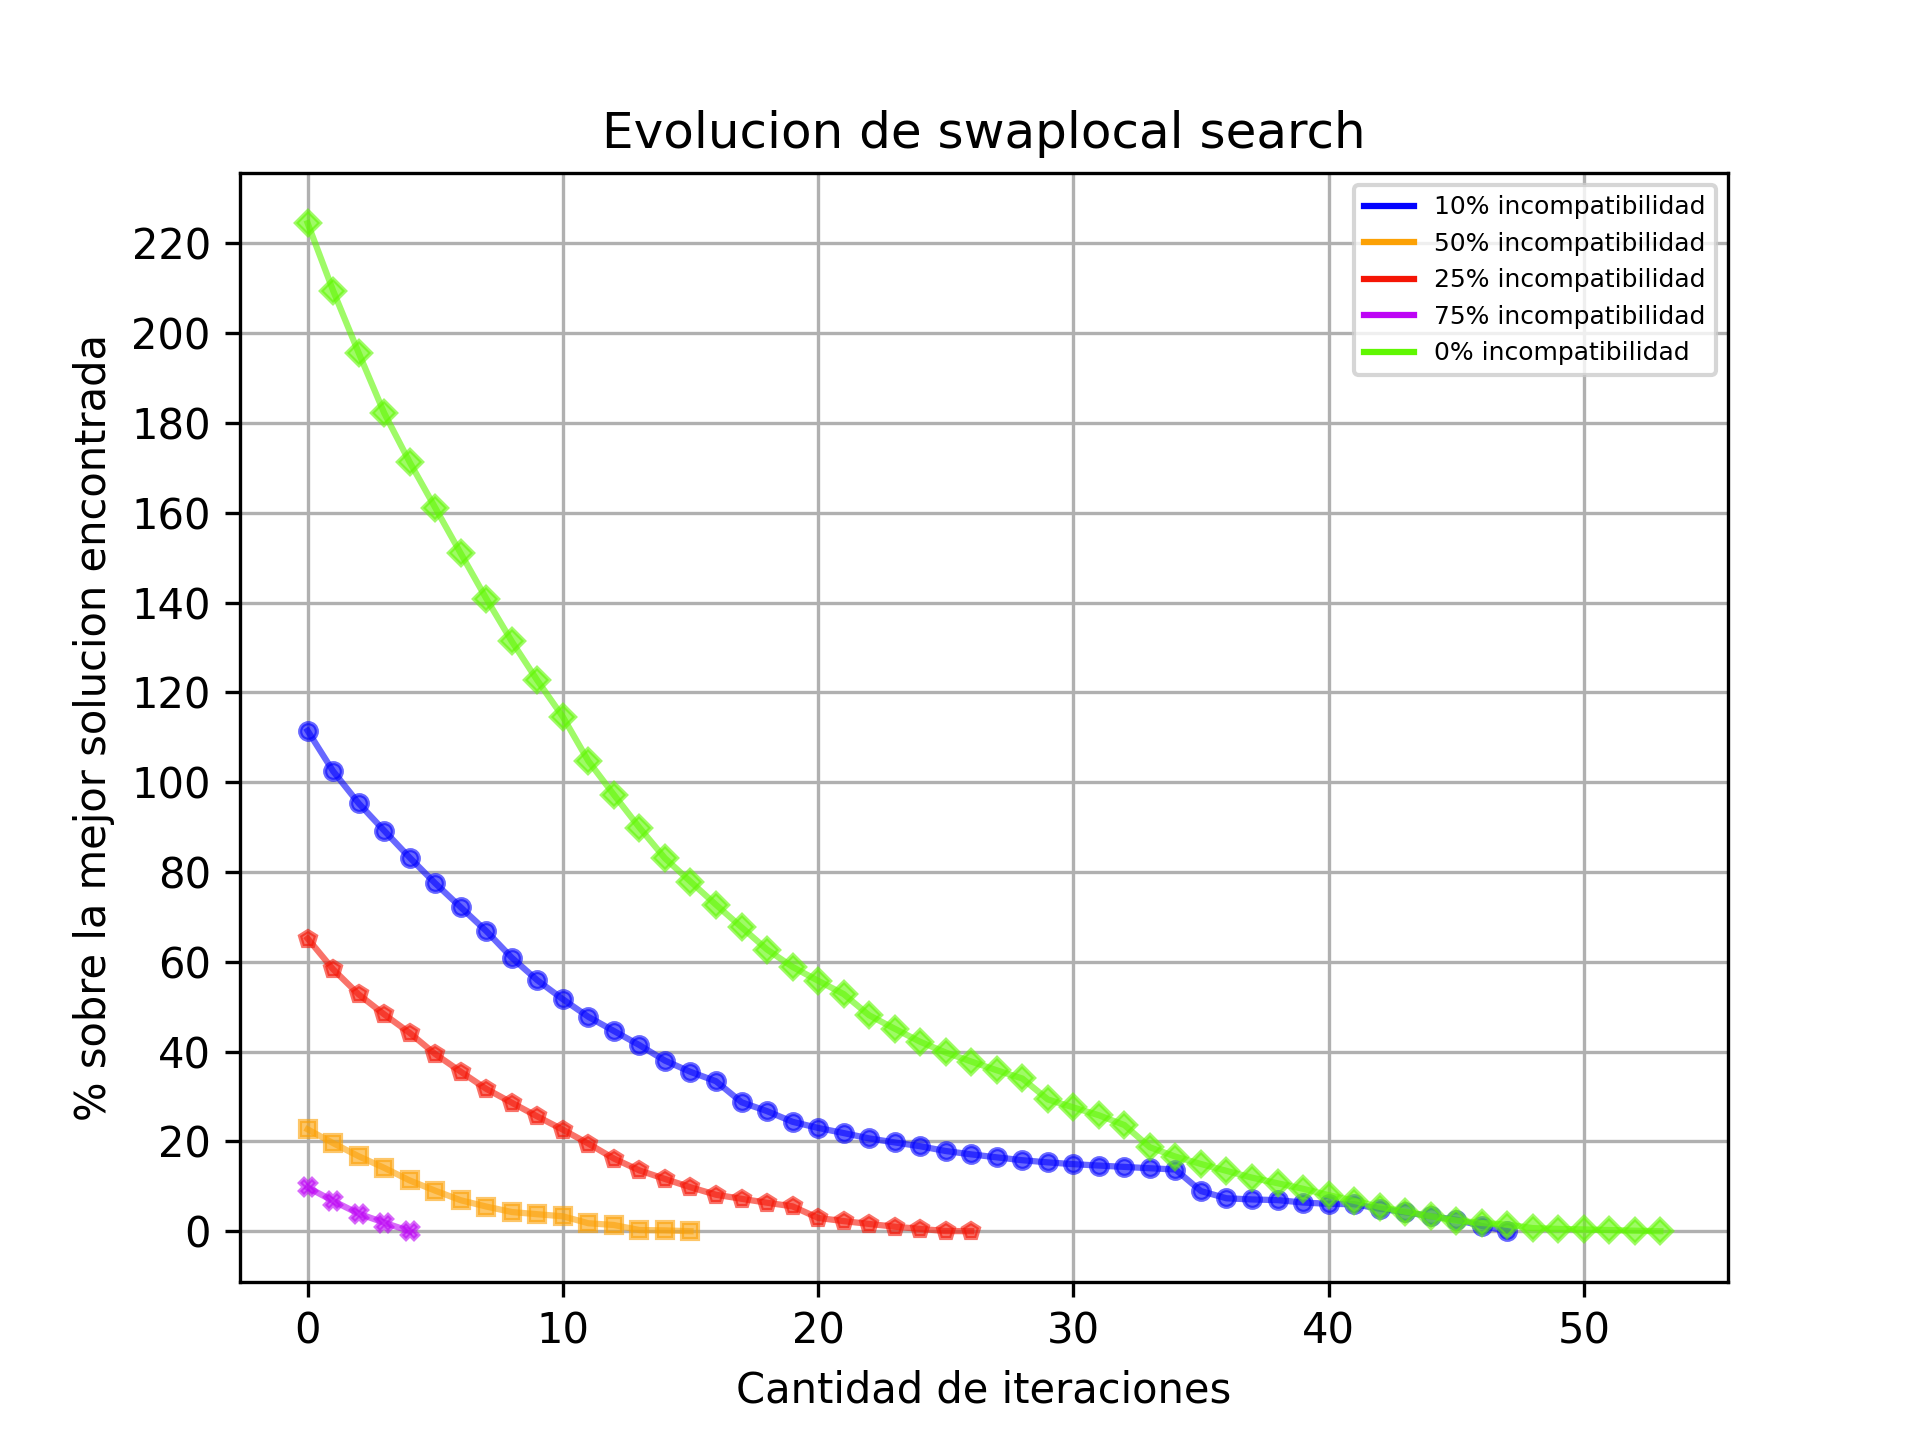 Evolucion de swaplocal search
10% incompatibilidad
50% incompatibilidad
25% incompatibilidad
75% incompatibilidad
0% incompatibilidad
% sobre la mejor solucion encontrada
220
200
180
160
140
120
100
80
60
40
20
0
0 10 20 30 40 50
Cantidad de iteraciones